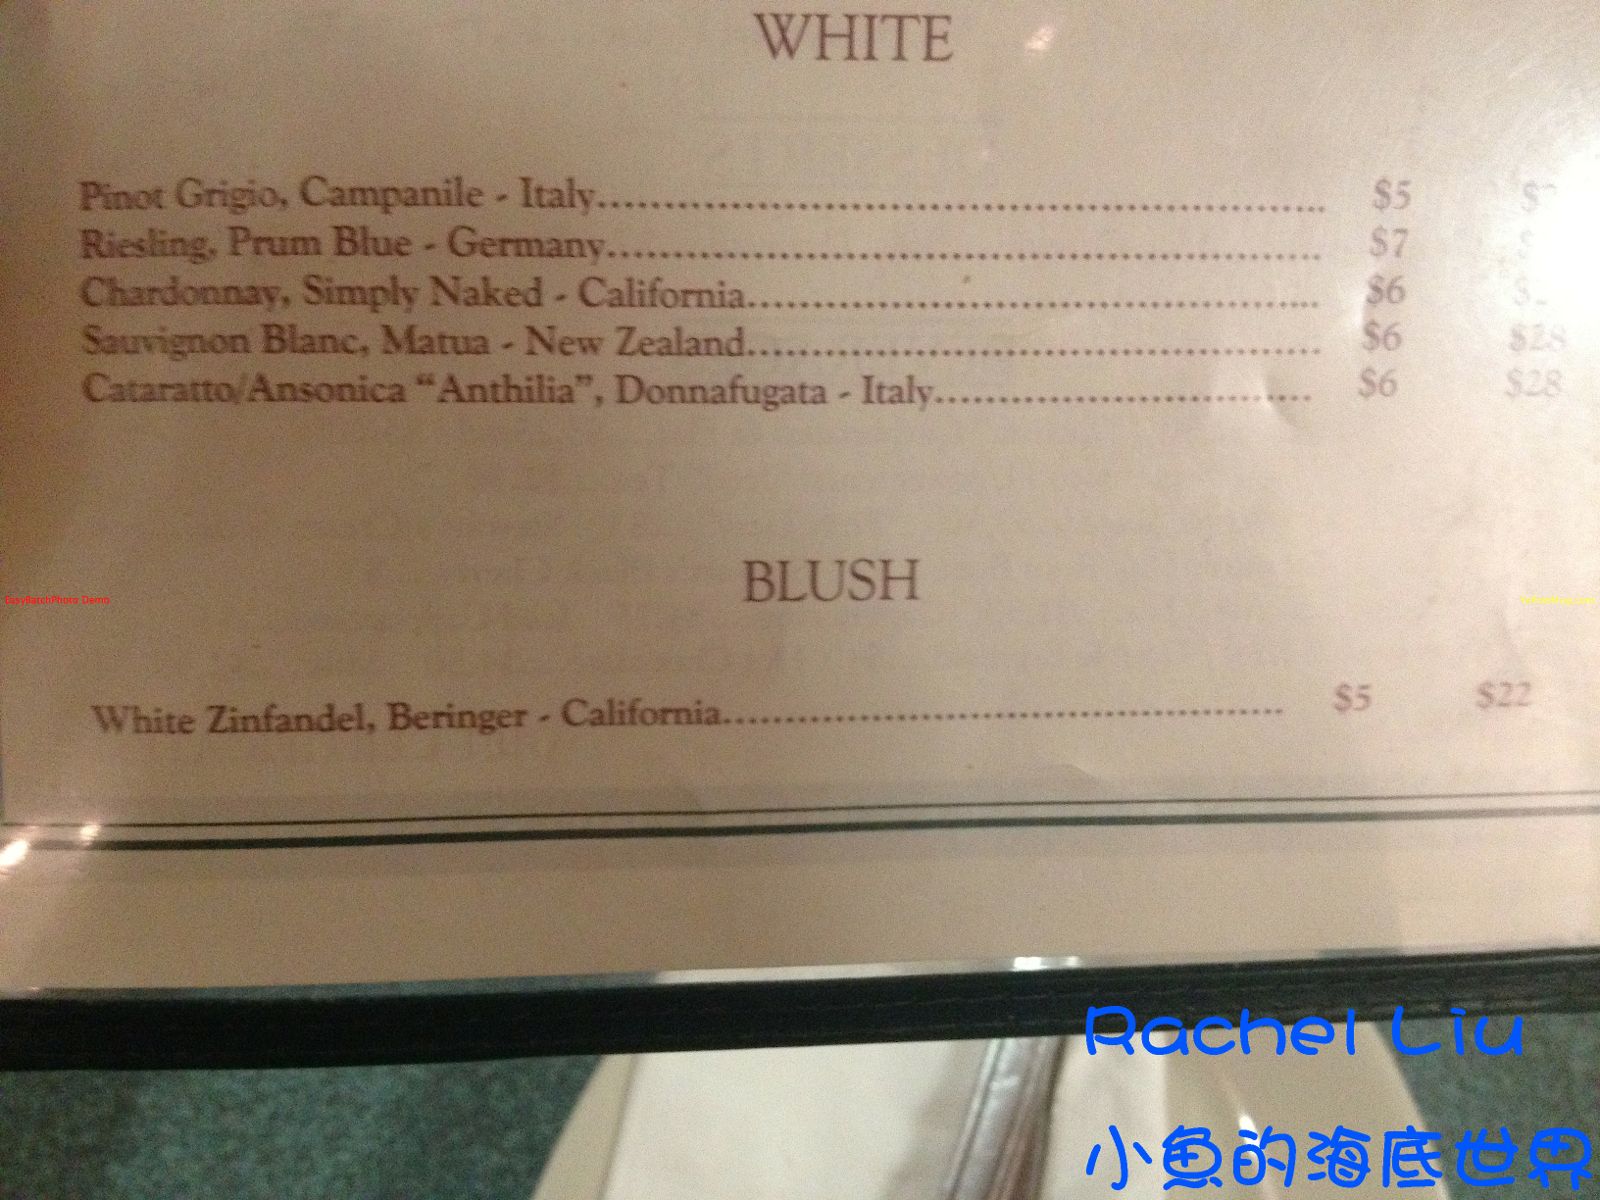 WHITE
Pinot Grigio, Campanile - Italy........ $5
Riesling, Prum Blue - Germany........ $7
Chardonnay, Simply Naked - California........ $6
Sauvignon Blanc, Matua - New Zealand........ $6 $28
Cataratto/Ansonica “Anthilia”, Donnafugata - Italy........ $6 $28
BLUSH
EasyBatchPhoto Demo
White Zinfandel, Beringer - California........ $5 $22
Rachel Liu
小魚的海底世界